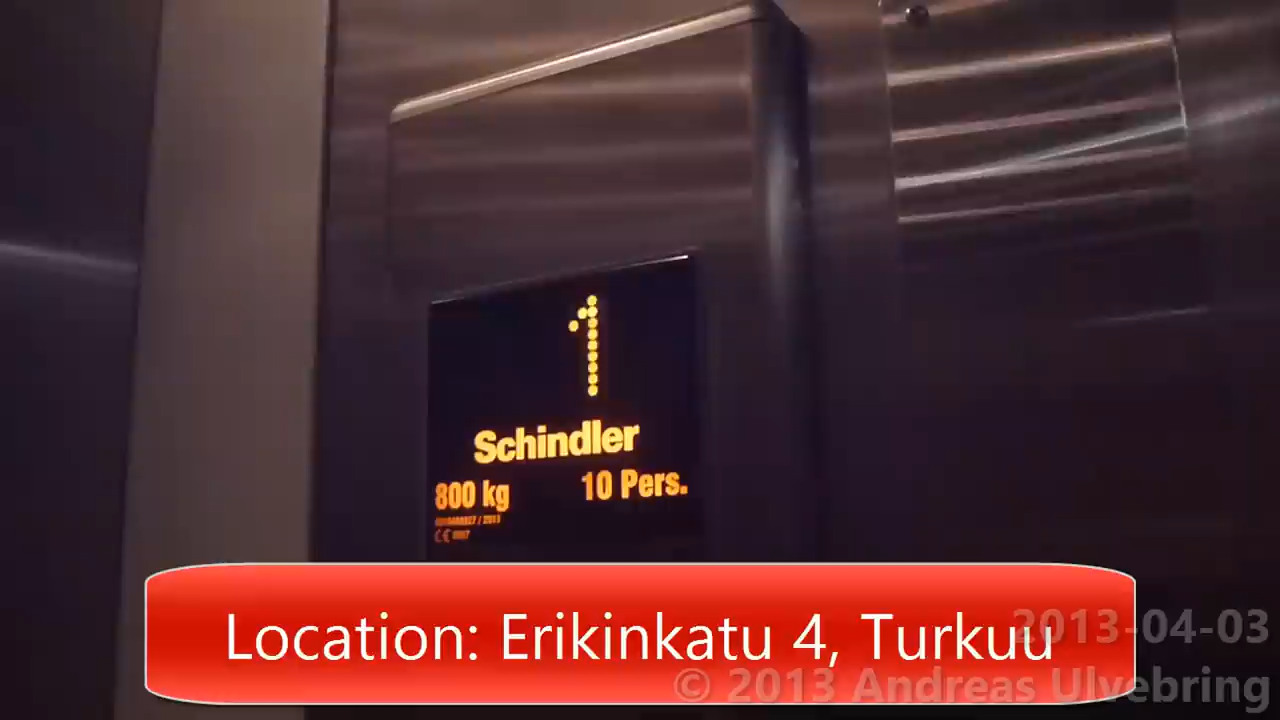 1
Schindler
800 kg 10 Pers.
Location: Erikinkatu 4, Turkuu
2013-04-03
© 2013 Andreas Ulvebring